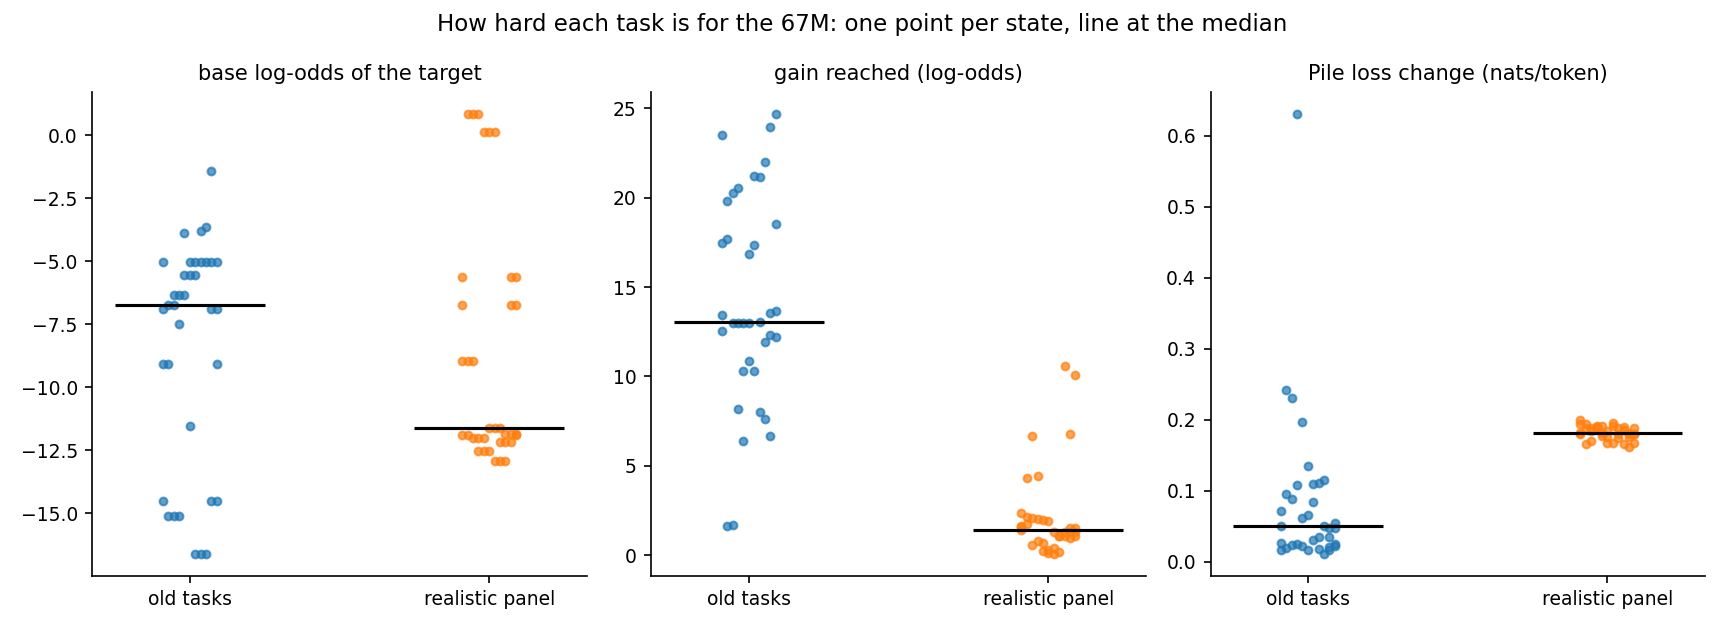 How hard each task is for the 67M: one point per state, line at the median
base log-odds of the target
0.0
−2.5
−5.0
−7.5
−10.0
−12.5
−15.0
old tasks
realistic panel
gain reached (log-odds)
25
20
15
10
5
0
old tasks
realistic panel
Pile loss change (nats/token)
0.6
0.5
0.4
0.3
0.2
0.1
0.0
old tasks
realistic panel